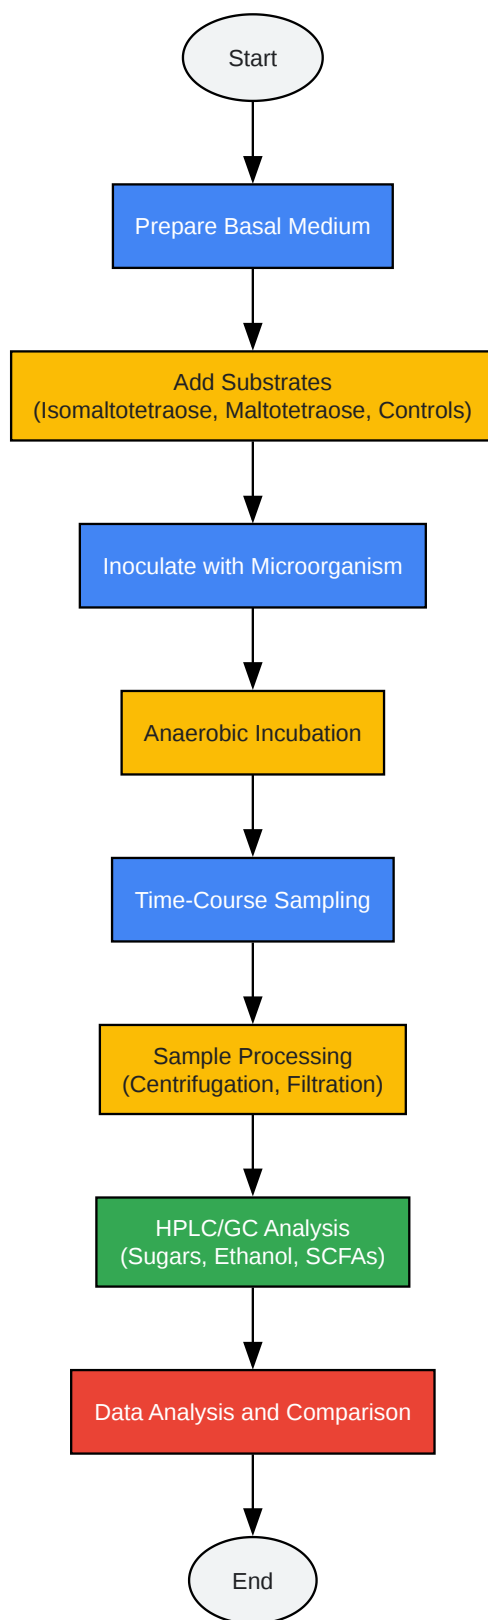 Start
Prepare Basal Medium
Add Substrates
(Isomaltotetraose, Maltotetraose, Controls)
Inoculate with Microorganism
Anaerobic Incubation
Time-Course Sampling
Sample Processing
(Centrifugation, Filtration)
HPLC/GC Analysis
(Sugars, Ethanol, SCFAs)
Data Analysis and Comparison
End